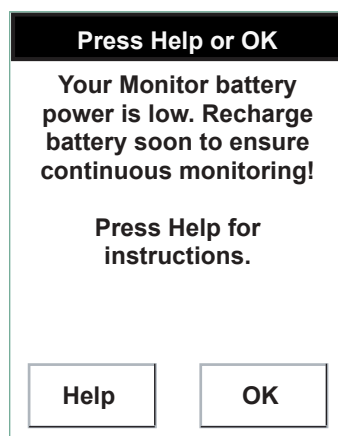 Press Help or OK
Your Monitor battery
power is low. Recharge
battery soon to ensure
continuous monitoring!
Press Help for
instructions.
Help
OK